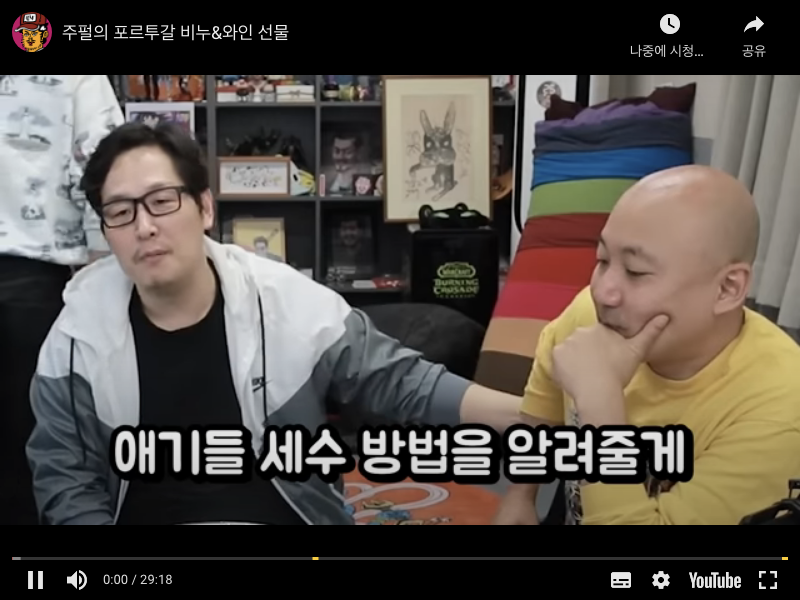 주펄의 포르투갈 비누&와인 선물
나중에 시청...
공유
WARCRAFT
BURNING
CRUSADE
애기들 세수 방법을 알려줄게
0:00 / 29:18
YouTube